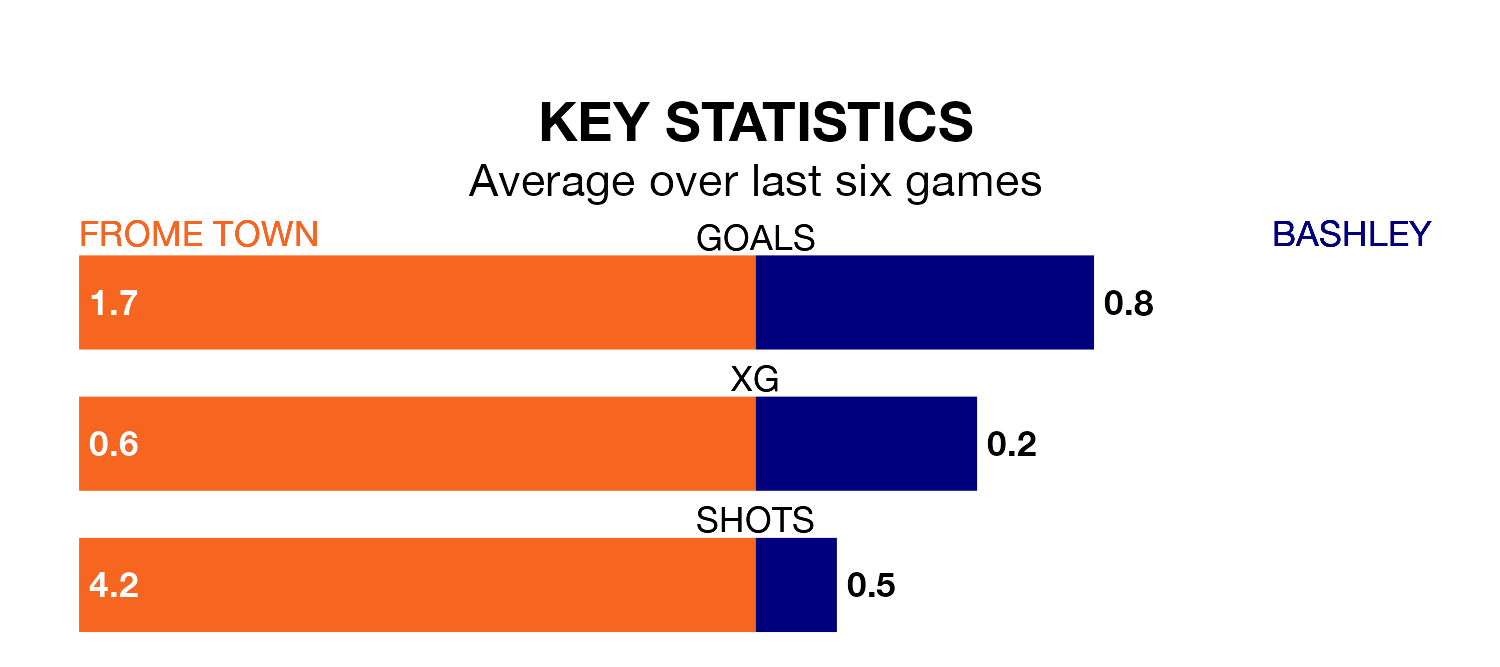 KEY STATISTICS
Average over last six games
FROME TOWN
GOALS
BASHLEY
1.7
0.8
XG
0.6
0.2
SHOTS
4.2
0.5